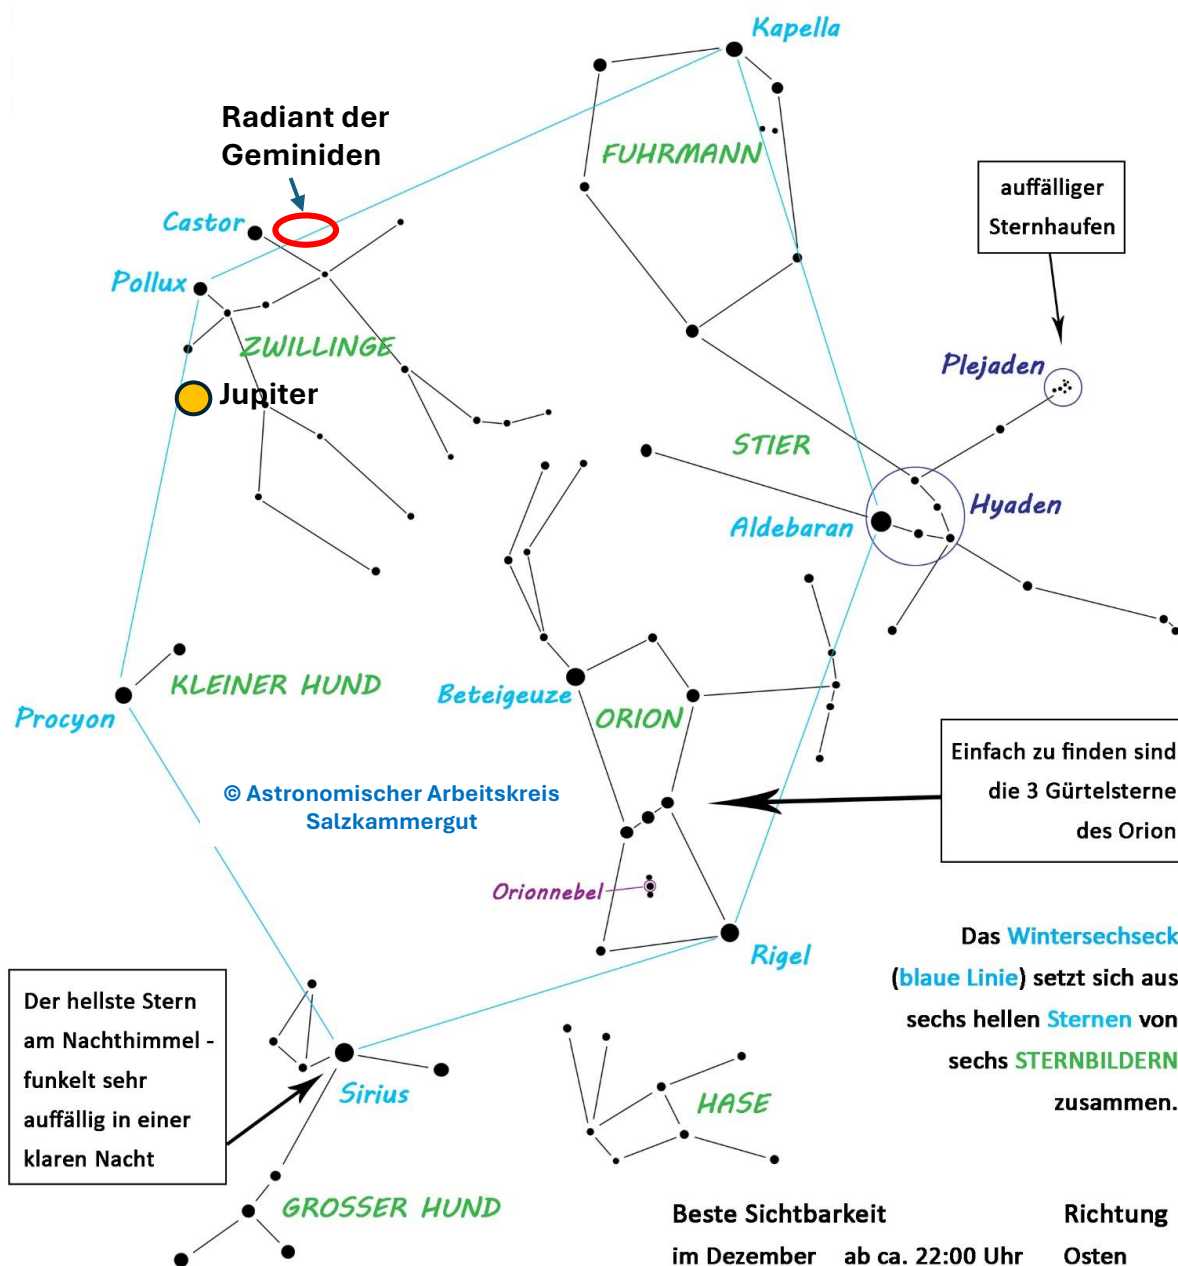 Kapella
Radiant der
Geminiden
FUHRMANN
auffälliger
Sternhaufen
Castor
Pollux
ZWILLINGE
Plejaden
Jupiter
STIER
Hyaden
Aldebaran
KLEINER HUND
Beteigeuze
ORION
Procyon
Einfach zu finden sind
die 3 Gürtelsterne
des Orion
© Astronomischer Arbeitskreis
Salzkammergut
Orionnebel
Rigel
Das Wintersechseck
(blaue Linie) setzt sich aus
sechs hellen Sternen von
sechs STERNBILDERN
zusammen.
Der hellste Stern
am Nachthimmel -
funkelt sehr
auffällig in einer
klaren Nacht
Sirius
HASE
GROSSER HUND
Beste Sichtbarkeit Richtung
im Dezember ab ca. 22:00 Uhr Osten